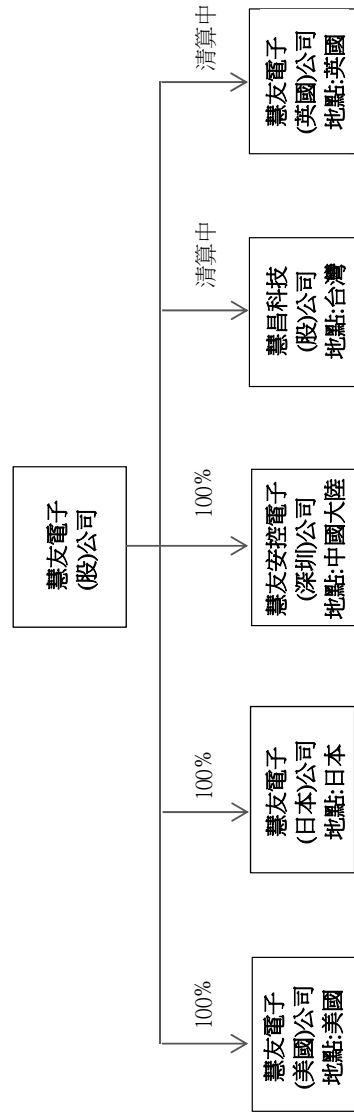 慧友電子
(股)公司
100%
100%
100%
清算中
清算中
慧友電子
(美國)公司
地點:美國
慧友電子
(日本)公司
地點:日本
慧友安控電子
(深圳)公司
地點:中國大陸
慧昌科技
(股)公司
地點:台灣
慧友電子
(英國)公司
地點:英國